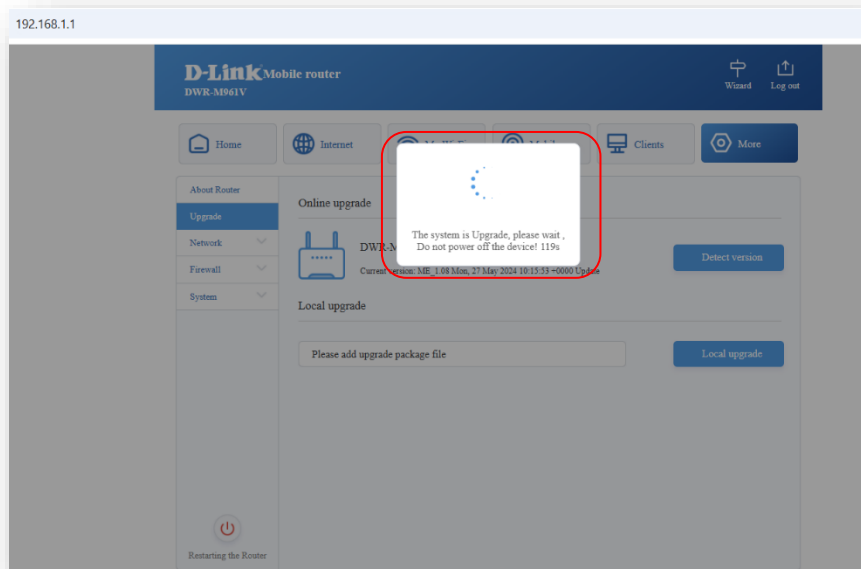 192.168.1.1
D-Link Mobile router
DWR-M961V
Wizard
Log out
Home
Internet
Clients
More
About Router
Upgrade
Network
Firewall
System
Online upgrade
The system is Upgrade, please wait ,
Do not power off the device! 119s
Current version: ME_1.08 Mon, 27 May 2024 10:15:53 +0000 Update
Detect version
Local upgrade
Please add upgrade package file
Local upgrade
Restarting the Router